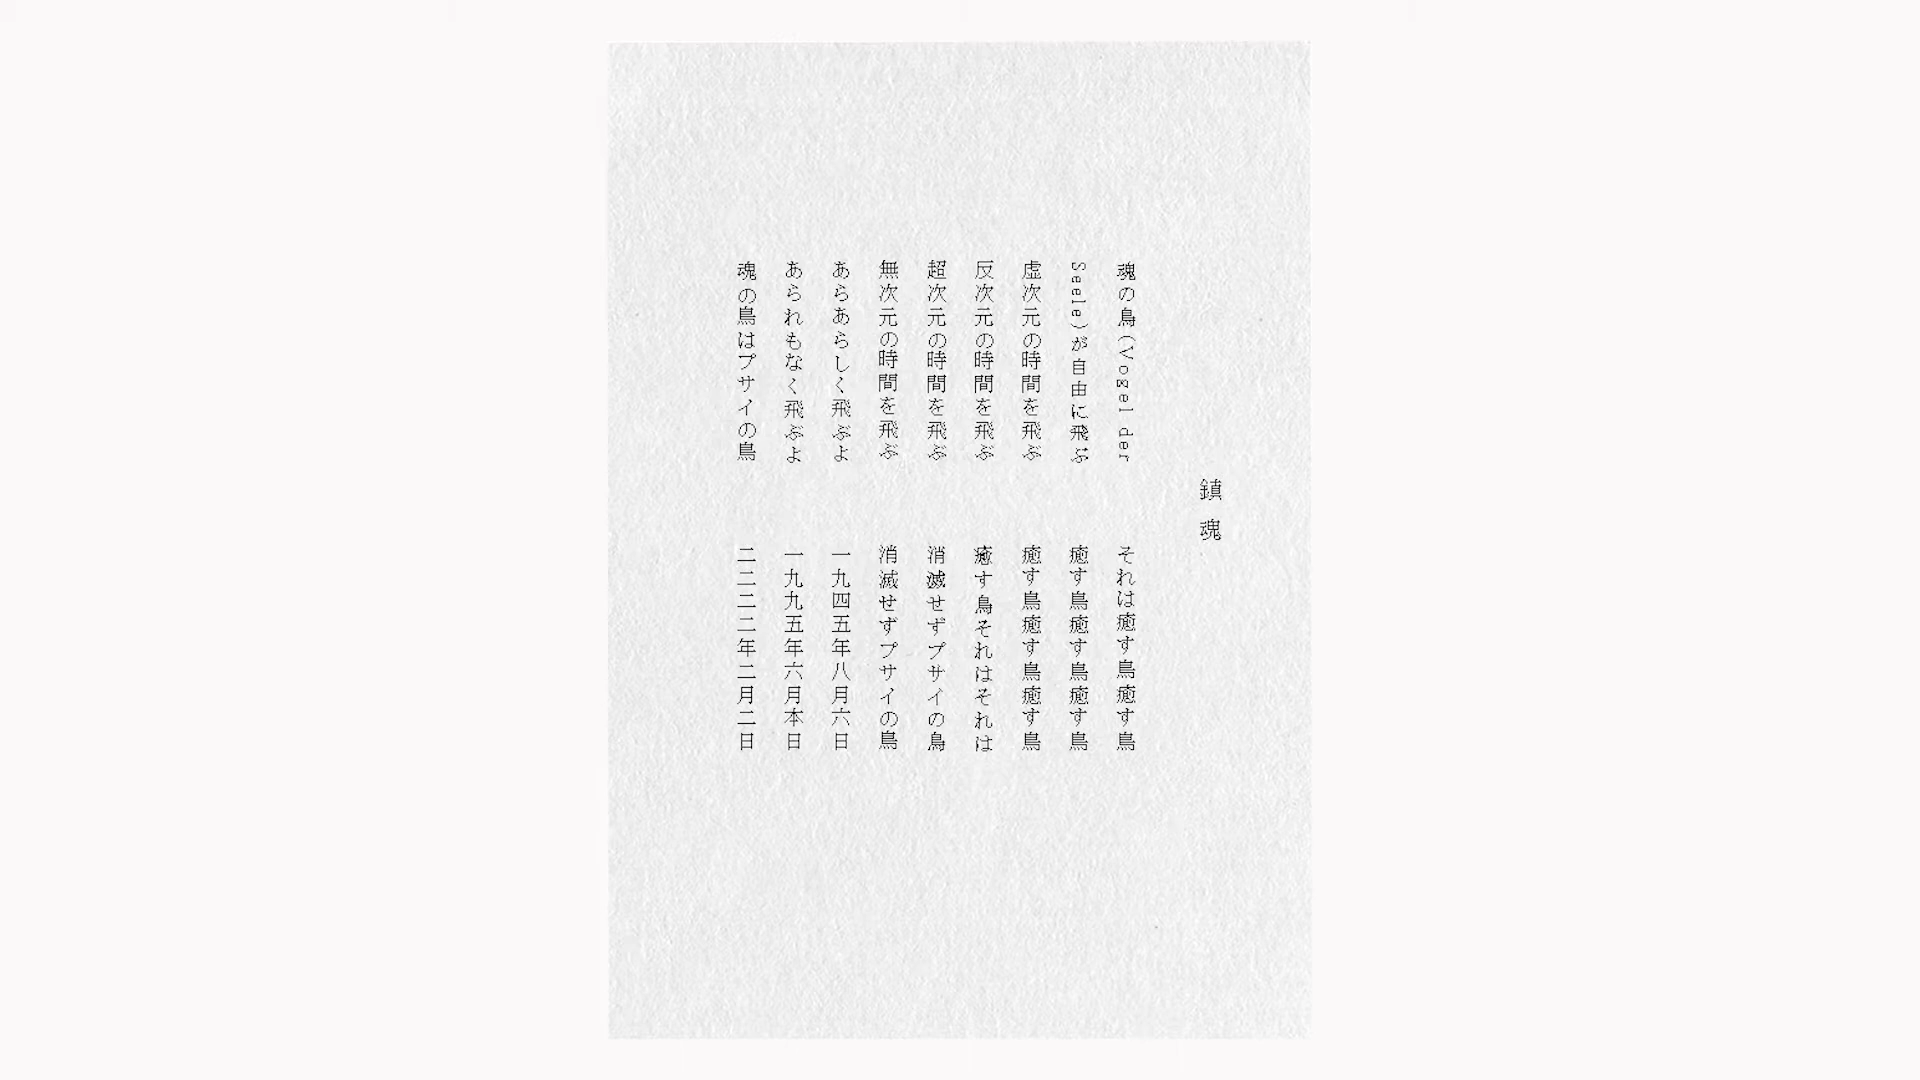 鎮魂
魂の鳥(Vogel der
Seele)が自由に飛ぶ
虚次元の時間を飛ぶ
反次元の時間を飛ぶ
超次元の時間を飛ぶ
無次元の時間を飛ぶ
あらあらしく飛ぶよ
あられもなく飛ぶよ
魂の鳥はプサイの鳥
それは癒す鳥癒す鳥
癒す鳥癒す鳥癒す鳥
癒す鳥癒す鳥癒す鳥
癒す鳥それはそれは
消滅せずプサイの鳥
消滅せずプサイの鳥
一九四五年八月六日
一九九五年六月本日
二二二二年二月二日